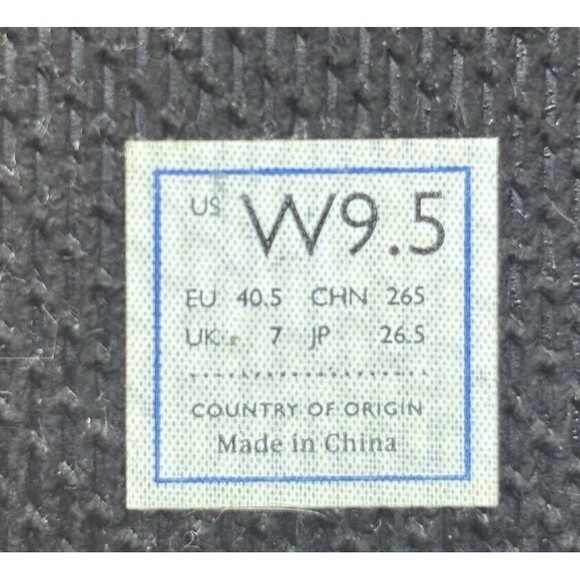 US W9.5
EU 40.5 CHN 265
UK 7 JP 26.5
COUNTRY OF ORIGIN
Made in China